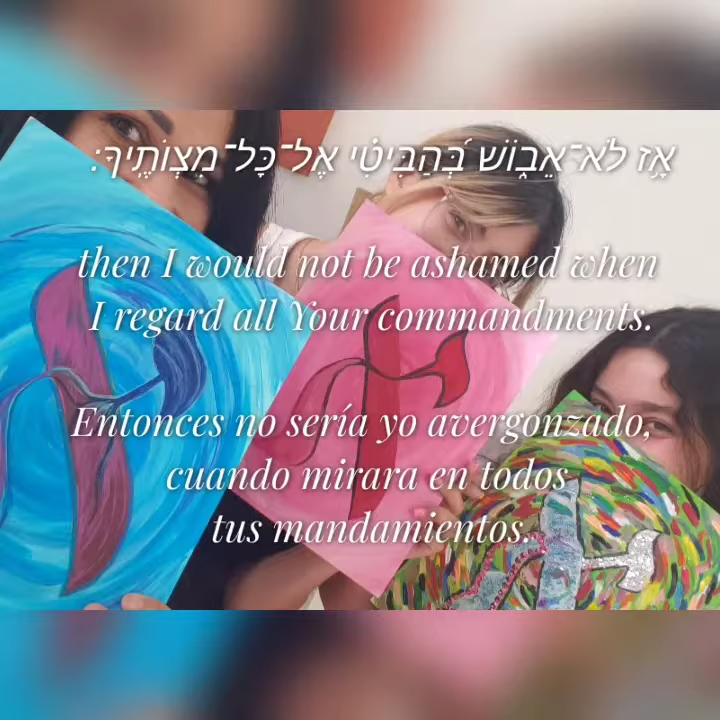 אָ֥ז לֹא־אֵב֑וֹשׁ בְּ֝הַבִּיטִ֗י אֶל־כׇּל־מִצְוֺתֶֽיךָ׃
then I would not be ashamed when
I regard all Your commandments.
Entonces no sería yo avergonzado,
cuando mirara en todos
tus mandamientos.